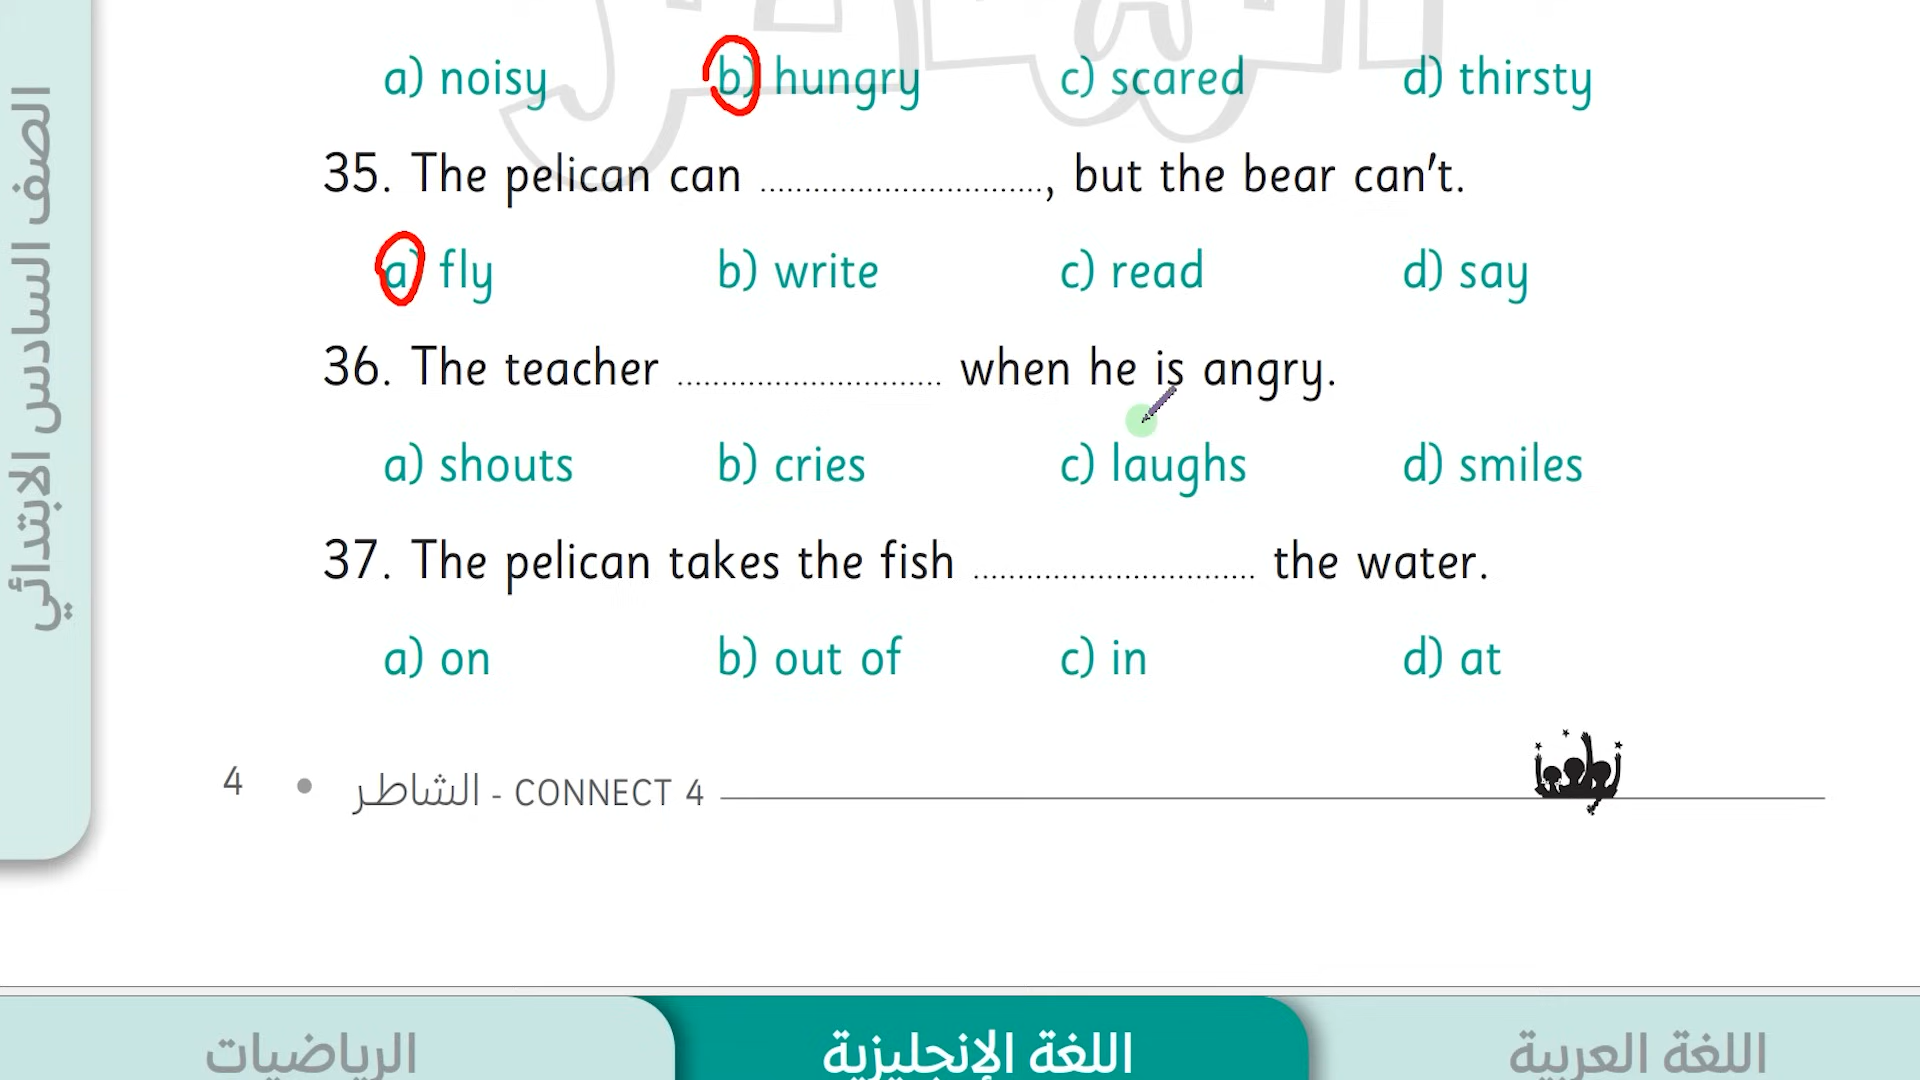 a) noisy b) hungry c) scared d) thirsty
35. The pelican can ............................, but the bear can't.
a) fly b) write c) read d) say
36. The teacher .......................... when he is angry.
a) shouts b) cries c) laughs d) smiles
37. The pelican takes the fish ............................ the water.
a) on b) out of c) in d) at
4 • الشاطر - CONNECT 4
الصف السادس الابتدائي
الرياضيات
اللغة الإنجليزية
اللغة العربية